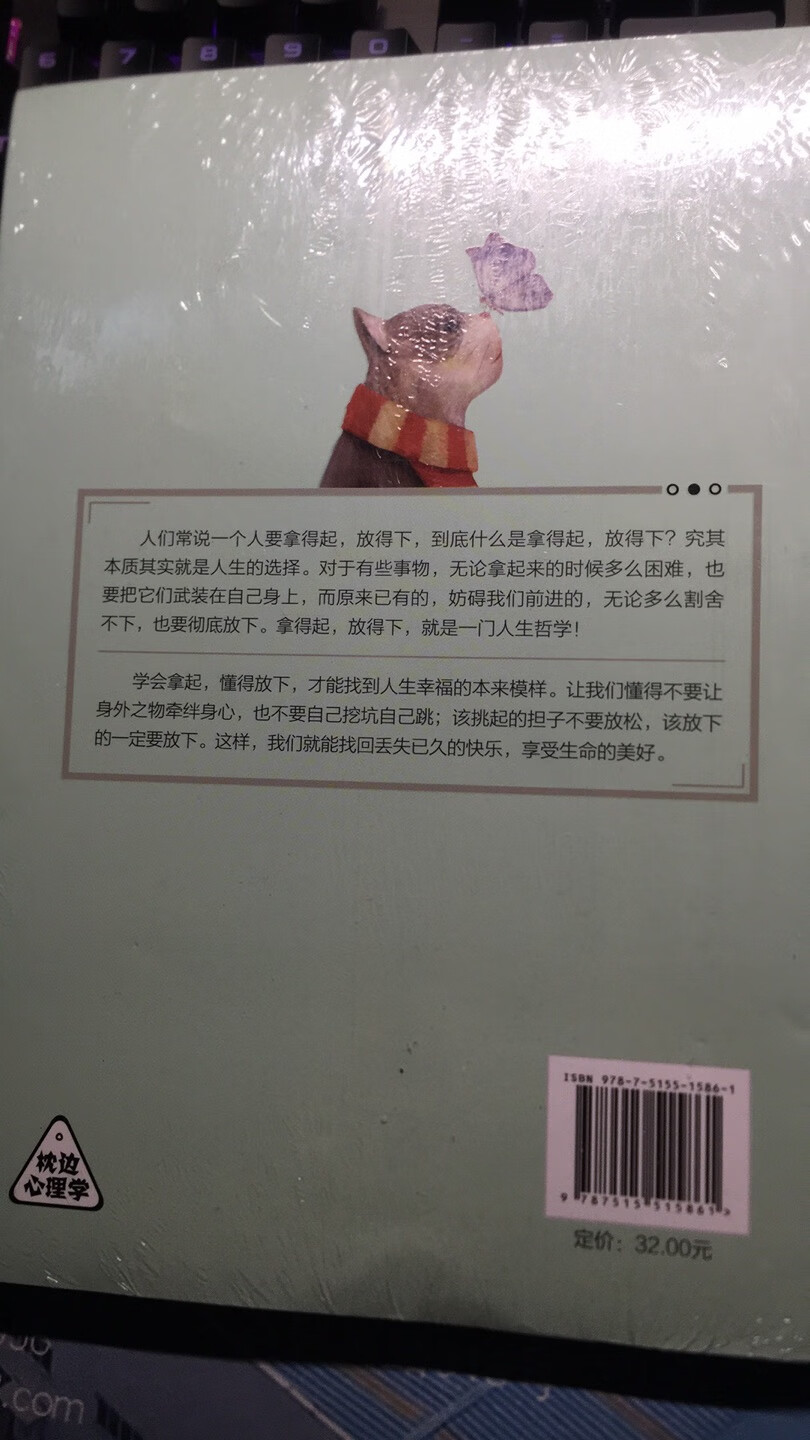 6 7 8 9 0
人们常说一个人要拿得起，放得下，到底什么是拿得起，放得下？究其
本质其实就是人生的选择。对于有些事物，无论拿起来的时候多么困难，也
要把它们武装在自己身上，而原来已有的，妨碍我们前进的，无论多么割舍
不下，也要彻底放下。拿得起，放得下，就是一门人生哲学！
学会拿起，懂得放下，才能找到人生幸福的本来模样。让我们懂得不要让
身外之物牵绊身心，也不要自己挖坑自己跳；该挑起的担子不要放松，该放下
的一定要放下。这样，我们就能找回丢失已久的快乐，享受生命的美好。
枕边
心理学
ISBN 978-7-5155-1586-1
9 787515 515861 >
定价：32.00元
.com